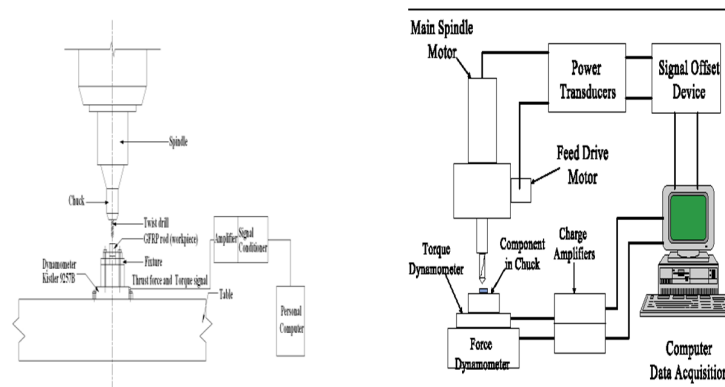 Spindle
Chuck
Twist drill
GFRP rod (workpiece)
Fixture
Dynamometer
Kistler 9257B
Thrust force and Torque signal
Table
Amplifier
Signal
Conditioner
Personal
Computer
Main Spindle
Motor
Power
Transducers
Signal Offset
Device
Feed Drive
Motor
Torque
Dynamometer
Component
in Chuck
Charge
Amplifiers
Force
Dynamometer
Computer
Data Acquisition